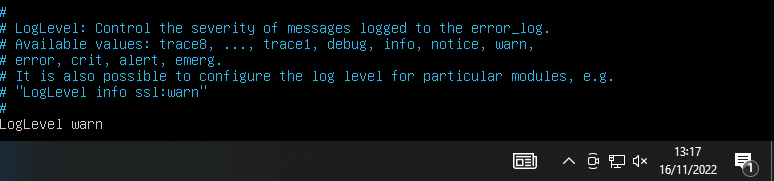 #
# LogLevel: Control the severity of messages logged to the error_log.
# Available values: trace8, ..., trace1, debug, info, notice, warn,
# error, crit, alert, emerg.
# It is also possible to configure the log level for particular modules, e.g.
# "LogLevel info ssl:warn"
#
LogLevel warn
13:17
16/11/2022
1